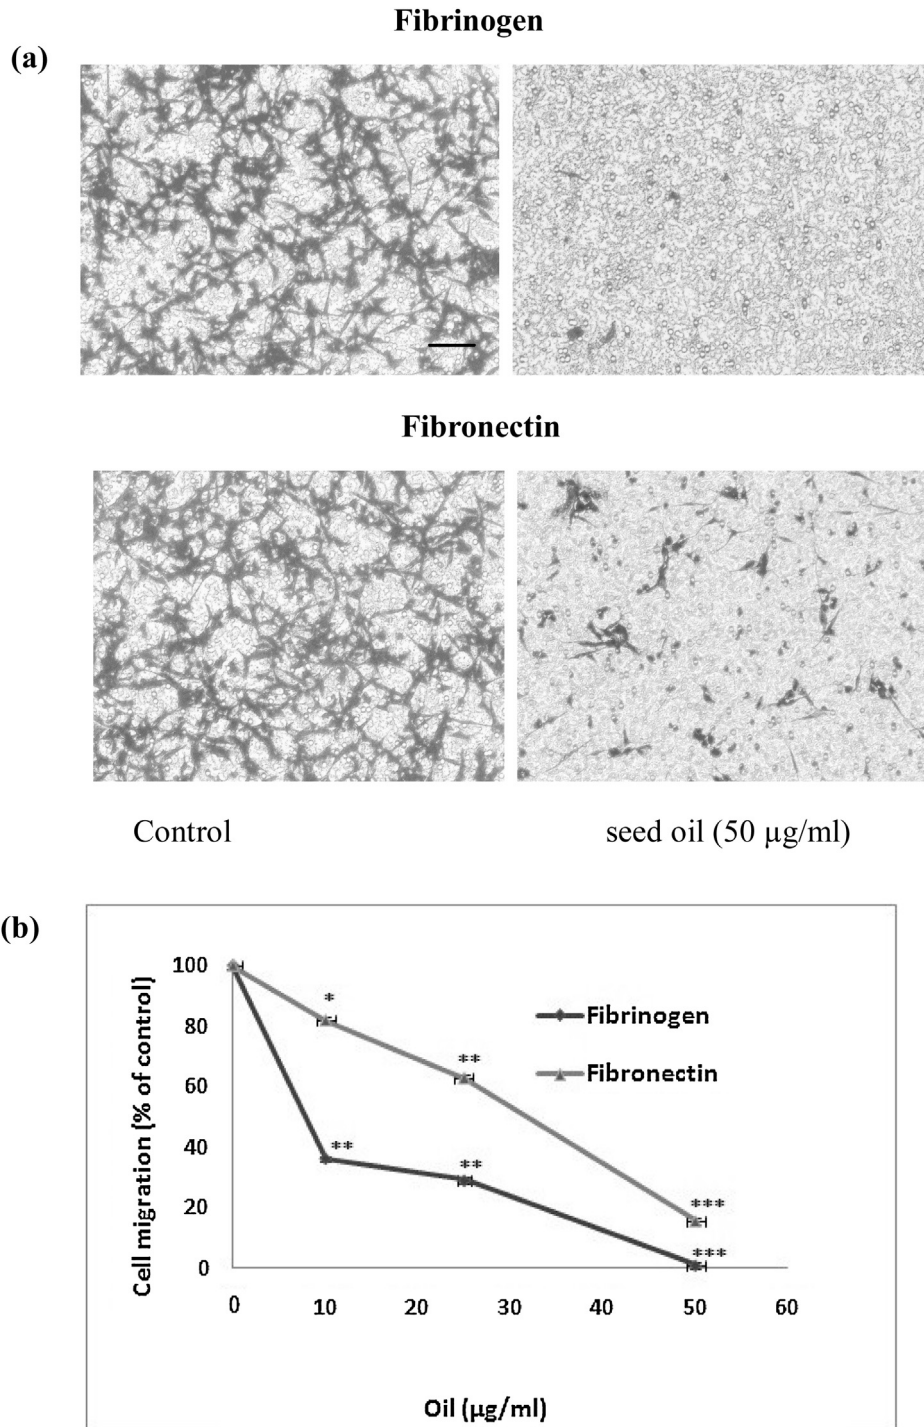 Fibrinogen
(a)
Fibronectin
Control seed oil (50 µg/ml)
(b)
Cell migration (% of control)
100
80
60
40
20
0
0 10 20 30 40 50 60
*
**
**
**
***
***
Fibrinogen
Fibronectin
Oil (µg/ml)